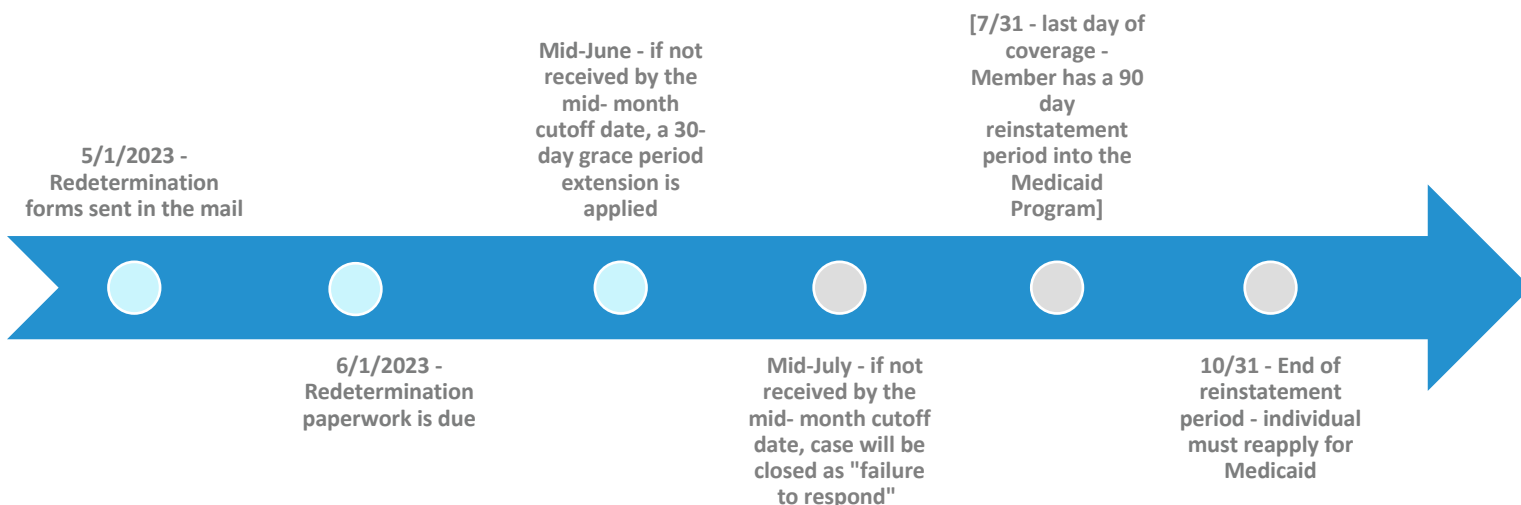 5/1/2023 -
Redetermination
forms sent in the mail
6/1/2023 -
Redetermination
paperwork is due
Mid-June - if not
received by the
mid- month
cutoff date, a 30-
day grace period
extension is
applied
Mid-July - if not
received by the
mid- month cutoff
date, case will be
closed as "failure
to respond"
[7/31 - last day of
coverage -
Member has a 90
day
reinstatement
period into the
Medicaid
Program]
10/31 - End of
reinstatement
period - individual
must reapply for
Medicaid